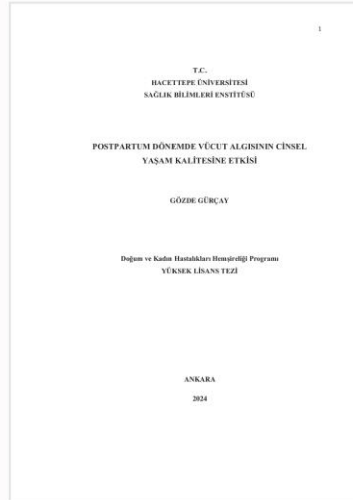 1
T.C.
HACETTEPE ÜNİVERSİTESİ
SAĞLIK BİLİMLERİ ENSTİTÜSÜ
POSTPARTUM DÖNEMDE VÜCUT ALGISININ CİNSEL
YAŞAM KALİTESİNE ETKİSİ
GÖZDE GÜRÇAY
Doğum ve Kadın Hastalıkları Hemşireliği Programı
YÜKSEK LİSANS TEZİ
ANKARA
2024